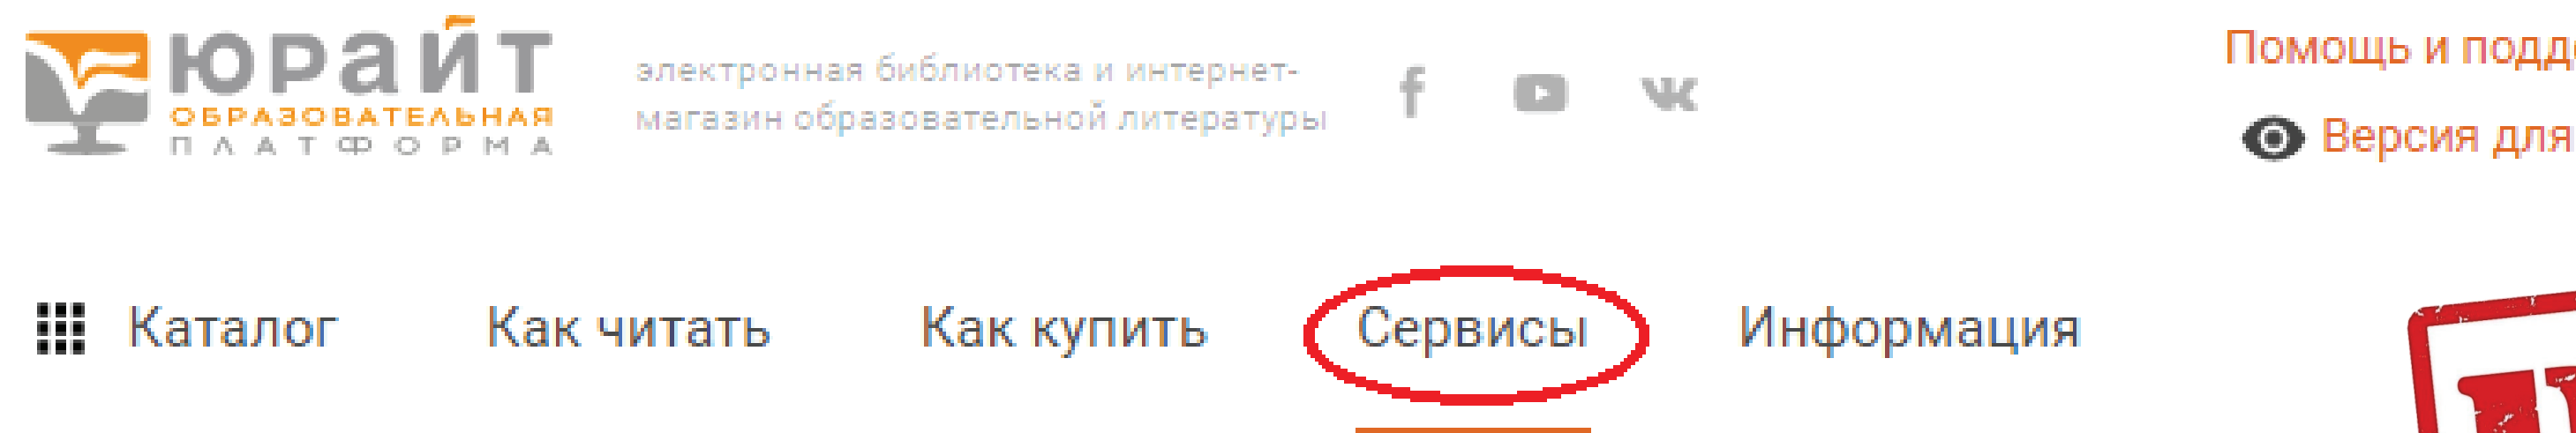 юрайт
ОБРАЗОВАТЕЛЬНАЯ
ПЛАТФОРМА
электронная библиотека и интернет-
магазин образовательной литературы
Помощь и
Версия для
Каталог
Как читать
Как купить
Сервисы
Информация